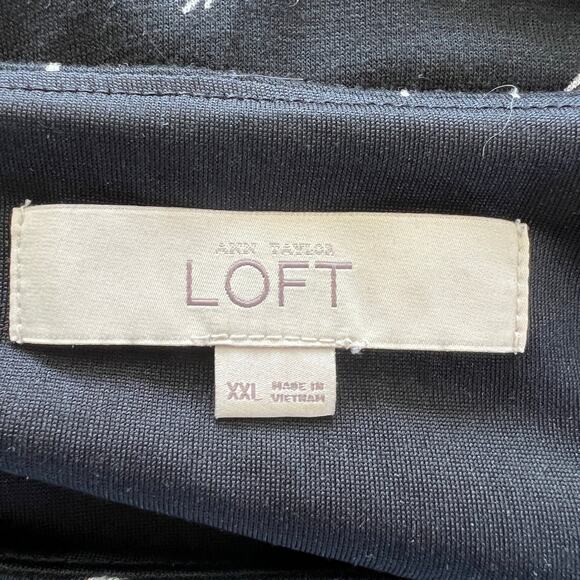 ANN TAYLOR
LOFT
XXL
MADE IN
VIETNAM